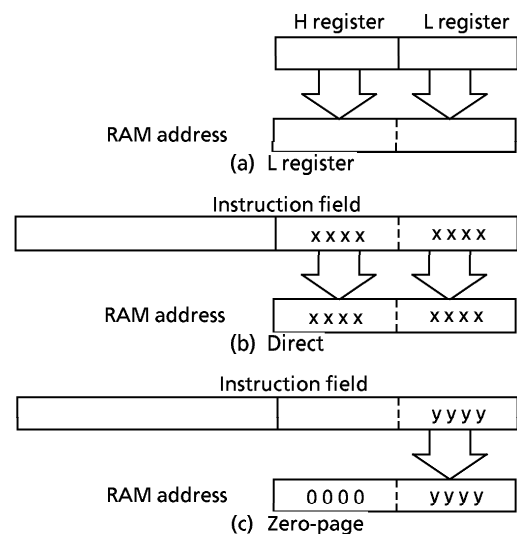 H register L register
RAM address
(a) L register
Instruction field
x x x x x x x x
RAM address x x x x x x x x
(b) Direct
Instruction field
y y y y
RAM address 0 0 0 0 y y y y
(c) Zero-page